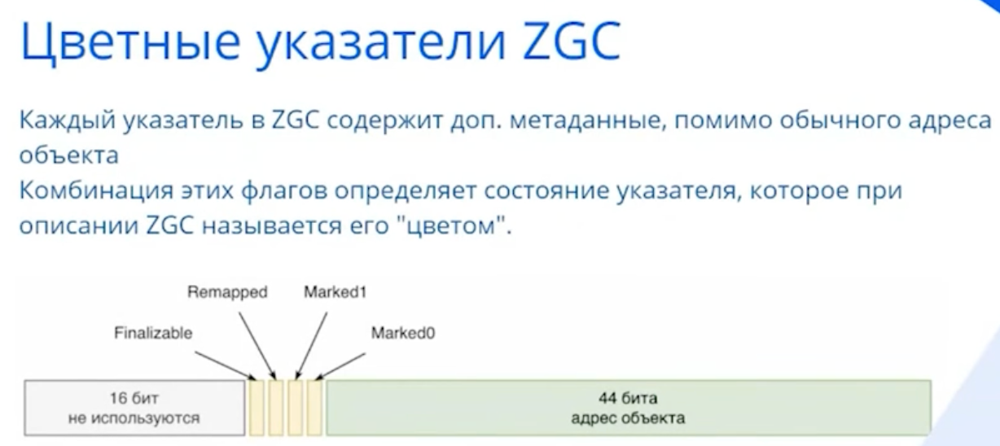 Цветные указатели ZGC
Каждый указатель в ZGC содержит доп. метаданные, помимо обычного адреса
объекта
Комбинация этих флагов определяет состояние указателя, которое при
описании ZGC называется его "цветом".
Remapped
Marked1
Finalizable
Marked0
16 бит
не используются
44 бита
адрес объекта